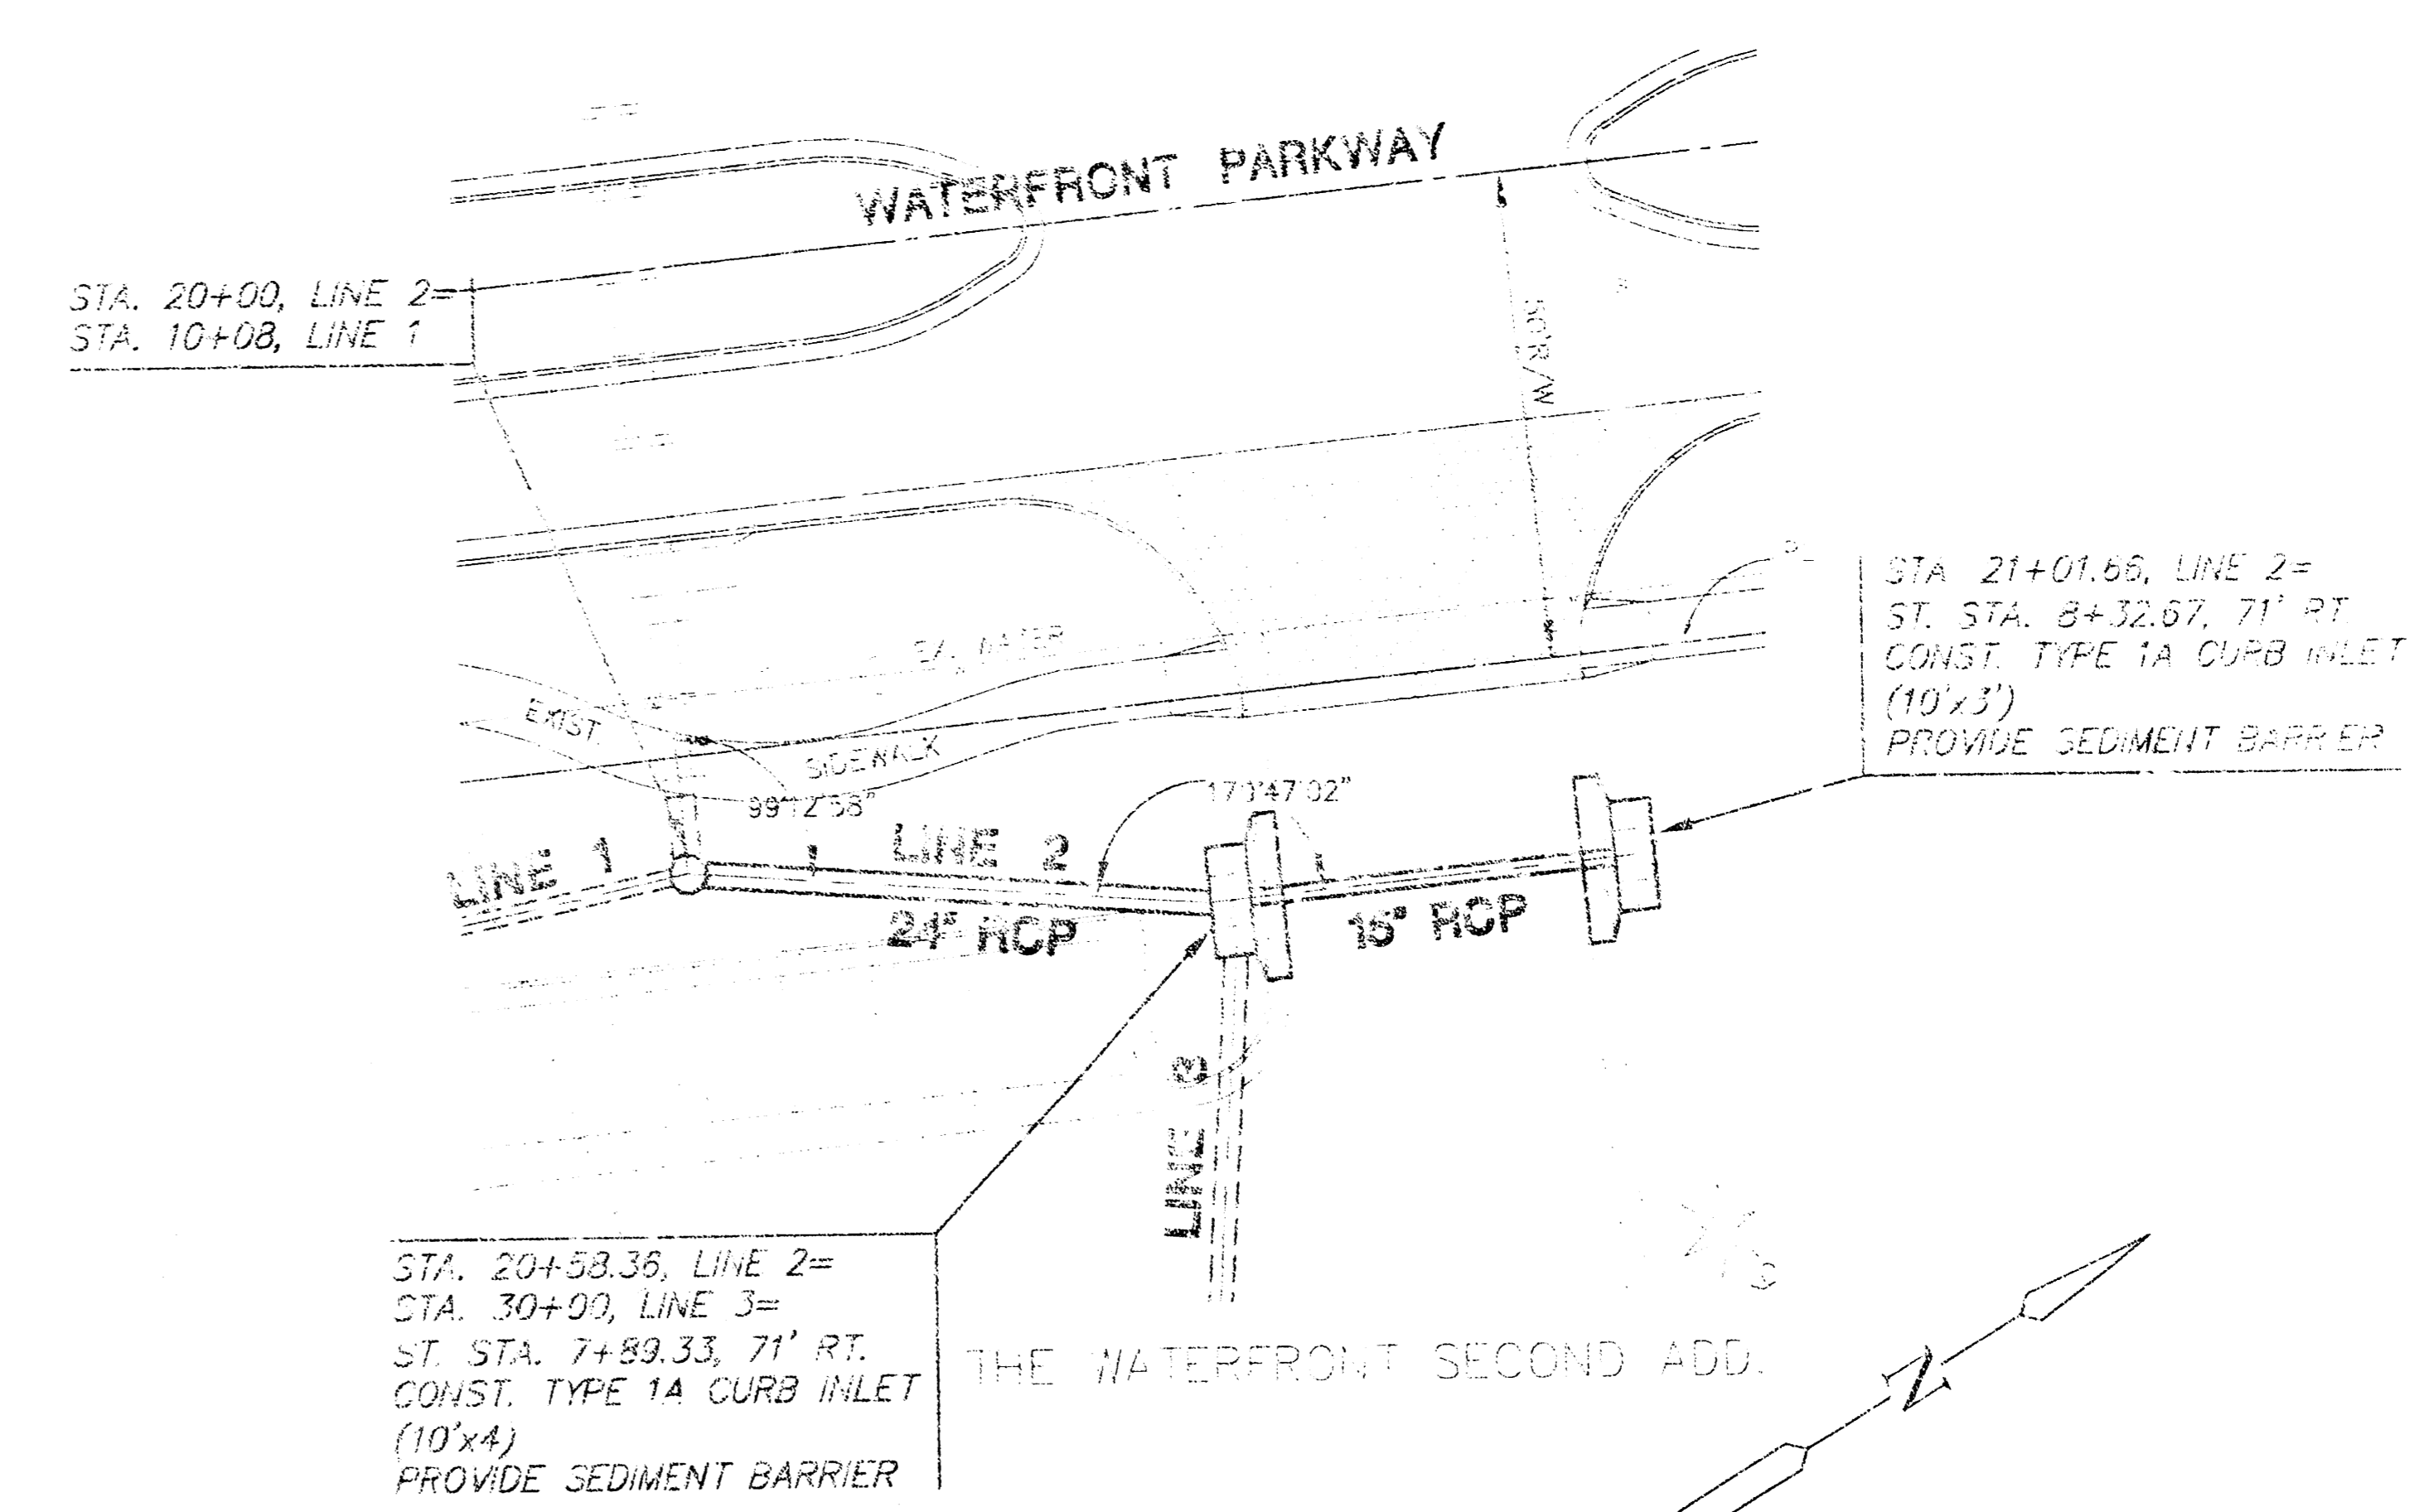 WATERFRONT PARKWAY
STA. 20+00, LINE 2=
STA. 10+08, LINE 1
50'R/W
STA 21+01.66, LINE 2=
ST. STA. 8+32.67, 71' RT.
CONST. TYPE 1A CURB INLET
(10'x3')
PROVIDE SEDIMENT BARRIER
WATER
EXIST.
SIDEWALK
99°12'58"
170°47'02"
LINE 1
LINE 2
24" RCP
15" RCP
LINE 3
STA. 20+58.36, LINE 2=
STA. 30+00, LINE 3=
ST. STA. 7+89.33, 71' RT.
CONST. TYPE 1A CURB INLET
(10'x4)
PROVIDE SEDIMENT BARRIER
THE WATERFRONT SECOND ADD.
N